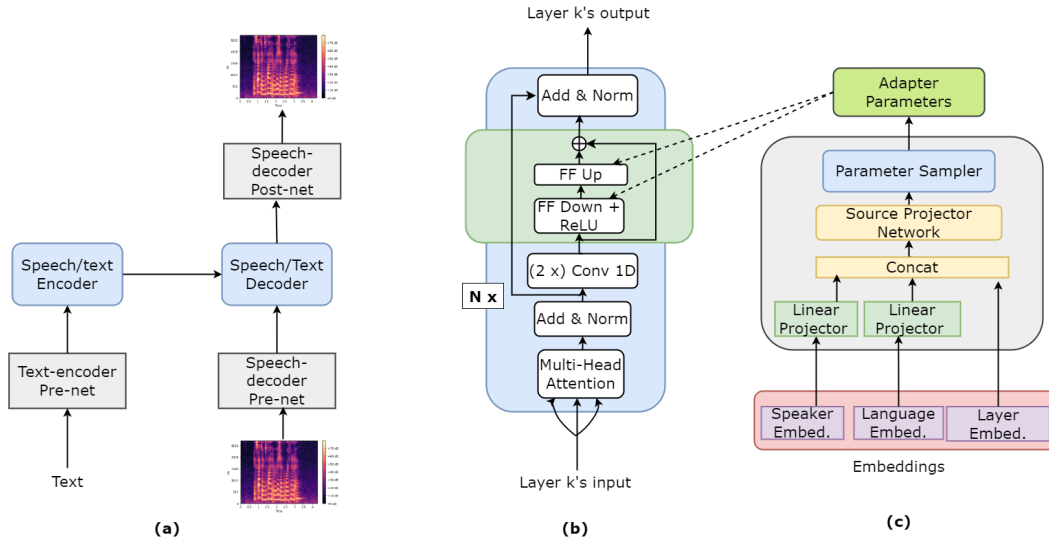 Speech-
decoder
Post-net
Speech/text
Encoder
Speech/Text
Decoder
Text-encoder
Pre-net
Speech-
decoder
Pre-net
Text
(a)
Layer k's output
Add & Norm
FF Up
FF Down +
ReLU
(2 x) Conv 1D
N x
Add & Norm
Multi-Head
Attention
Layer k's input
(b)
Adapter
Parameters
Parameter Sampler
Source Projector
Network
Concat
Linear
Projector
Linear
Projector
Speaker
Embed.
Language
Embed.
Layer
Embed.
Embeddings
(c)